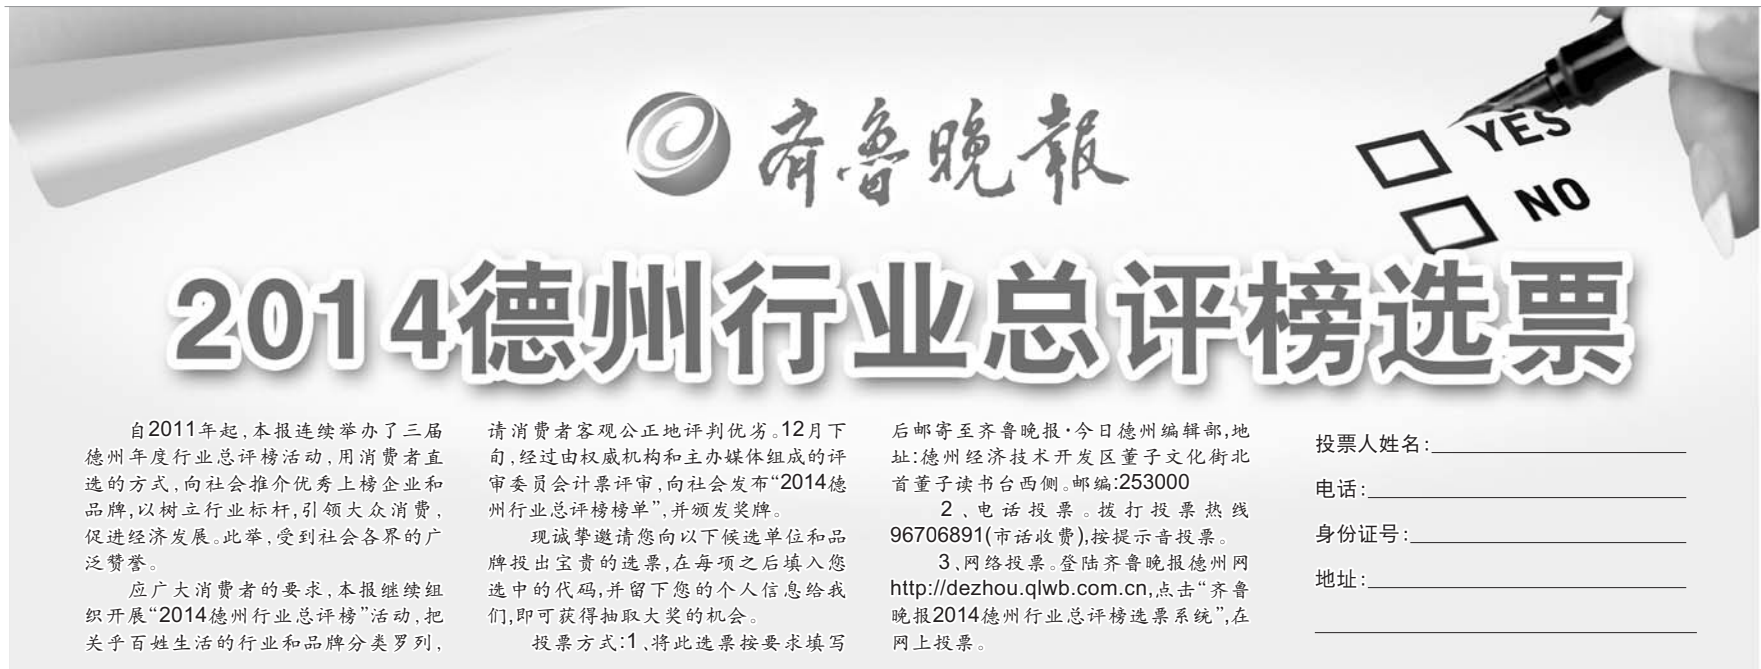 齐鲁晚報
YES
NO
2014德州行业总评榜选票
自2011年起,本报连续举办了三届
德州年度行业总评榜活动,用消费者直
选的方式,向社会推介优秀上榜企业和
品牌,以树立行业标杆,引领大众消费,
促进经济发展。此举,受到社会各界的广
泛赞誉。
应广大消费者的要求,本报继续组
织开展“2014德州行业总评榜”活动,把
关乎百姓生活的行业和品牌分类罗列,
请消费者客观公正地评判优劣。12月下
旬,经过由权威机构和主办媒体组成的评
审委员会计票评审,向社会发布“2014德
州行业总评榜榜单”,并颁发奖牌。
现诚挚邀请您向以下候选单位和品
牌投出宝贵的选票,在每项之后填入您
选中的代码,并留下您的个人信息给我
们,即可获得抽取大奖的机会。
投票方式:1、将此选票按要求填写
后邮寄至齐鲁晚报·今日德州编辑部,地
址:德州经济技术开发区董子文化街北
首董子读书台西侧。邮编:253000
2、电话投票。拨打投票热线
96706891(市话收费),按提示音投票。
3、网络投票。登陆齐鲁晚报德州网
http://dezhou.qlwb.com.cn,点击“齐鲁
晚报2014德州行业总评榜选票系统”,在
网上投票。
投票人姓名:
电话:
身份证号:
地址: